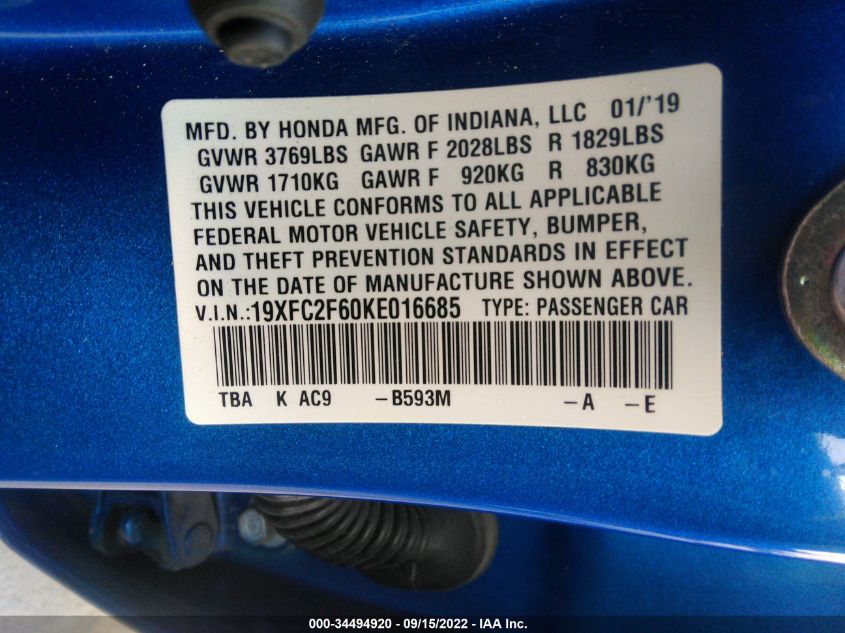 MFD. BY HONDA MFG. OF INDIANA, LLC 01/'19
GVWR 3769LBS GAWR F 2028LBS R 1829LBS
GVWR 1710KG GAWR F 920KG R 830KG
THIS VEHICLE CONFORMS TO ALL APPLICABLE
FEDERAL MOTOR VEHICLE SAFETY, BUMPER,
AND THEFT PREVENTION STANDARDS IN EFFECT
ON THE DATE OF MANUFACTURE SHOWN ABOVE.
V.I.N.:19XFC2F60KE016685 TYPE: PASSENGER CAR
TBA K AC9 -B593M -A -E
000-34494920 - 09/15/2022 - IAA Inc.